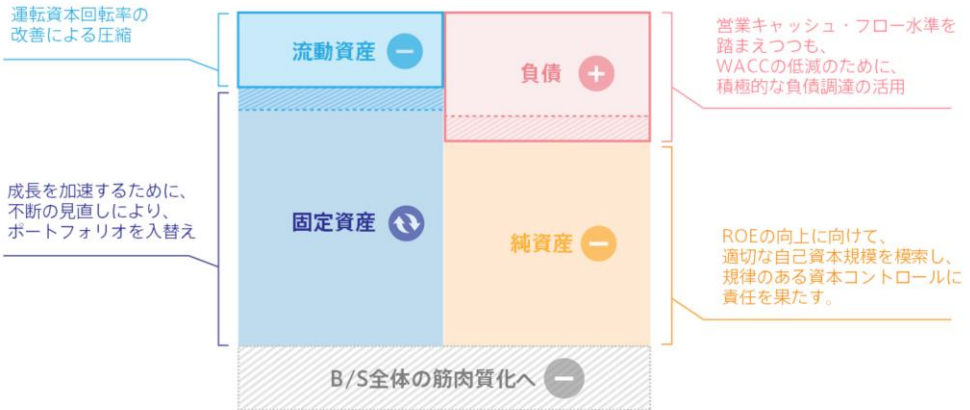 運転資本回転率の
改善による圧縮
流動資産
負債
営業キャッシュ・フロー水準を
踏まえつつも、
WACCの低減のために、
積極的な負債調達の活用
成長を加速するために、
不断の見直しにより、
ポートフォリオを入替え
固定資産
純資産
ROEの向上に向けて、
適切な自己資本規模を模索し、
規律のある資本コントロールに
責任を果たす。
B/S全体の筋肉質化へ